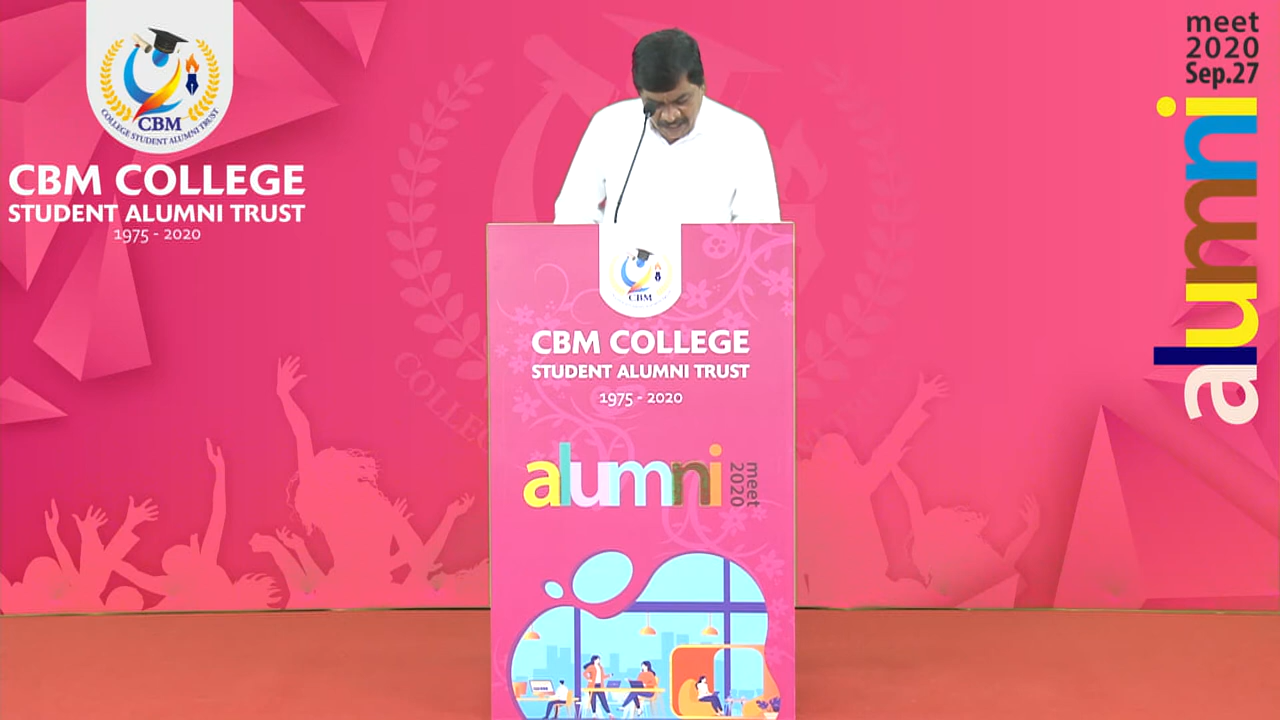 CBM
COLLEGE STUDENT ALUMNI TRUST
CBM COLLEGE
STUDENT ALUMNI TRUST
1975 - 2020
meet
2020
Sep.27
alumni
CBM
CBM COLLEGE
STUDENT ALUMNI TRUST
1975 - 2020
alumni
meet
2020